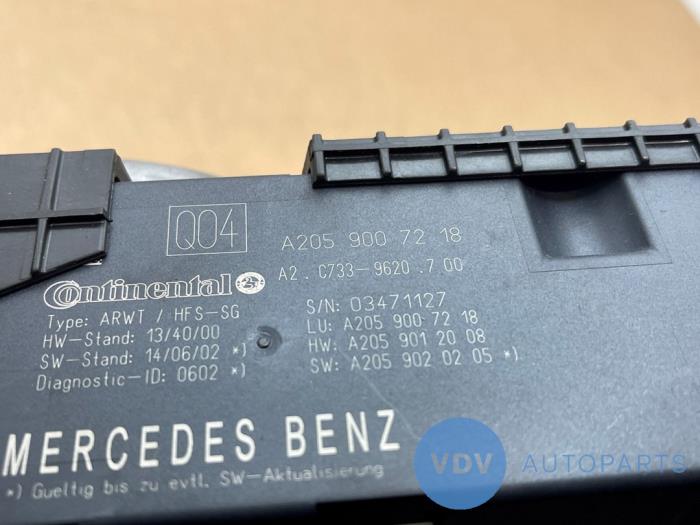 Q04
A205 900 72 18
A2.C733-9620.700
Continental
Type: ARWT / HFS-SG
HW-Stand: 13/40/00
SW-Stand: 14/06/02 *)
Diagnostic-ID: 0602 *)
S/N: 03471127
LU: A205 900 72 18
HW: A205 901 20 08
SW: A205 902 02 05 *)
MERCEDES BENZ
*) Gueltig bis zu evtl. SW-Aktualisierung
VDV AUTOPARTS